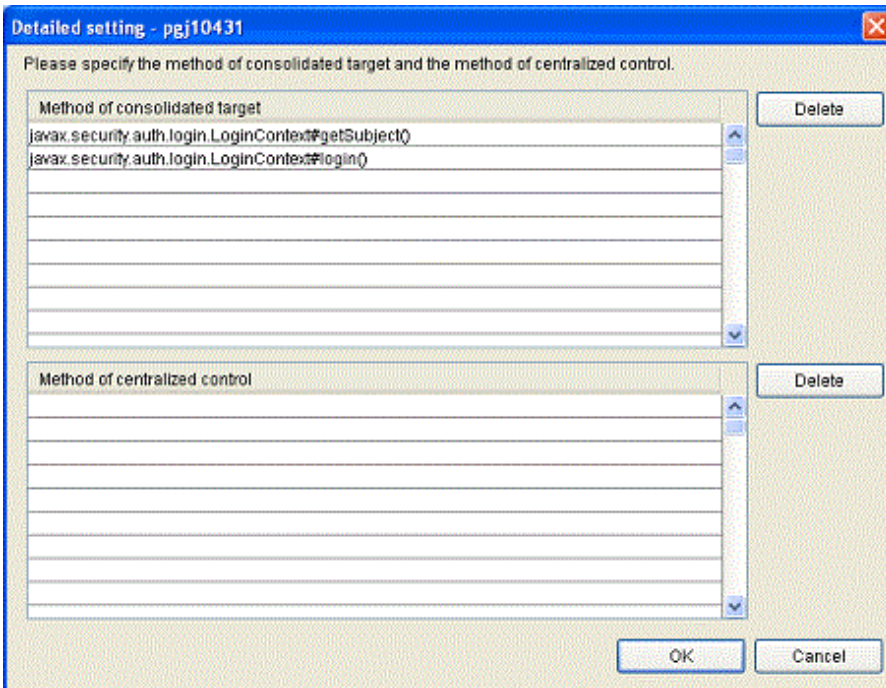 Detailed setting - pgj10431
Please specify the method of consolidated target and the method of centralized control.
Method of consolidated target
Delete
javax.security.auth.login.LoginContext#getSubject()
javax.security.auth.login.LoginContext#login()
Method of centralized control
Delete
OK
Cancel